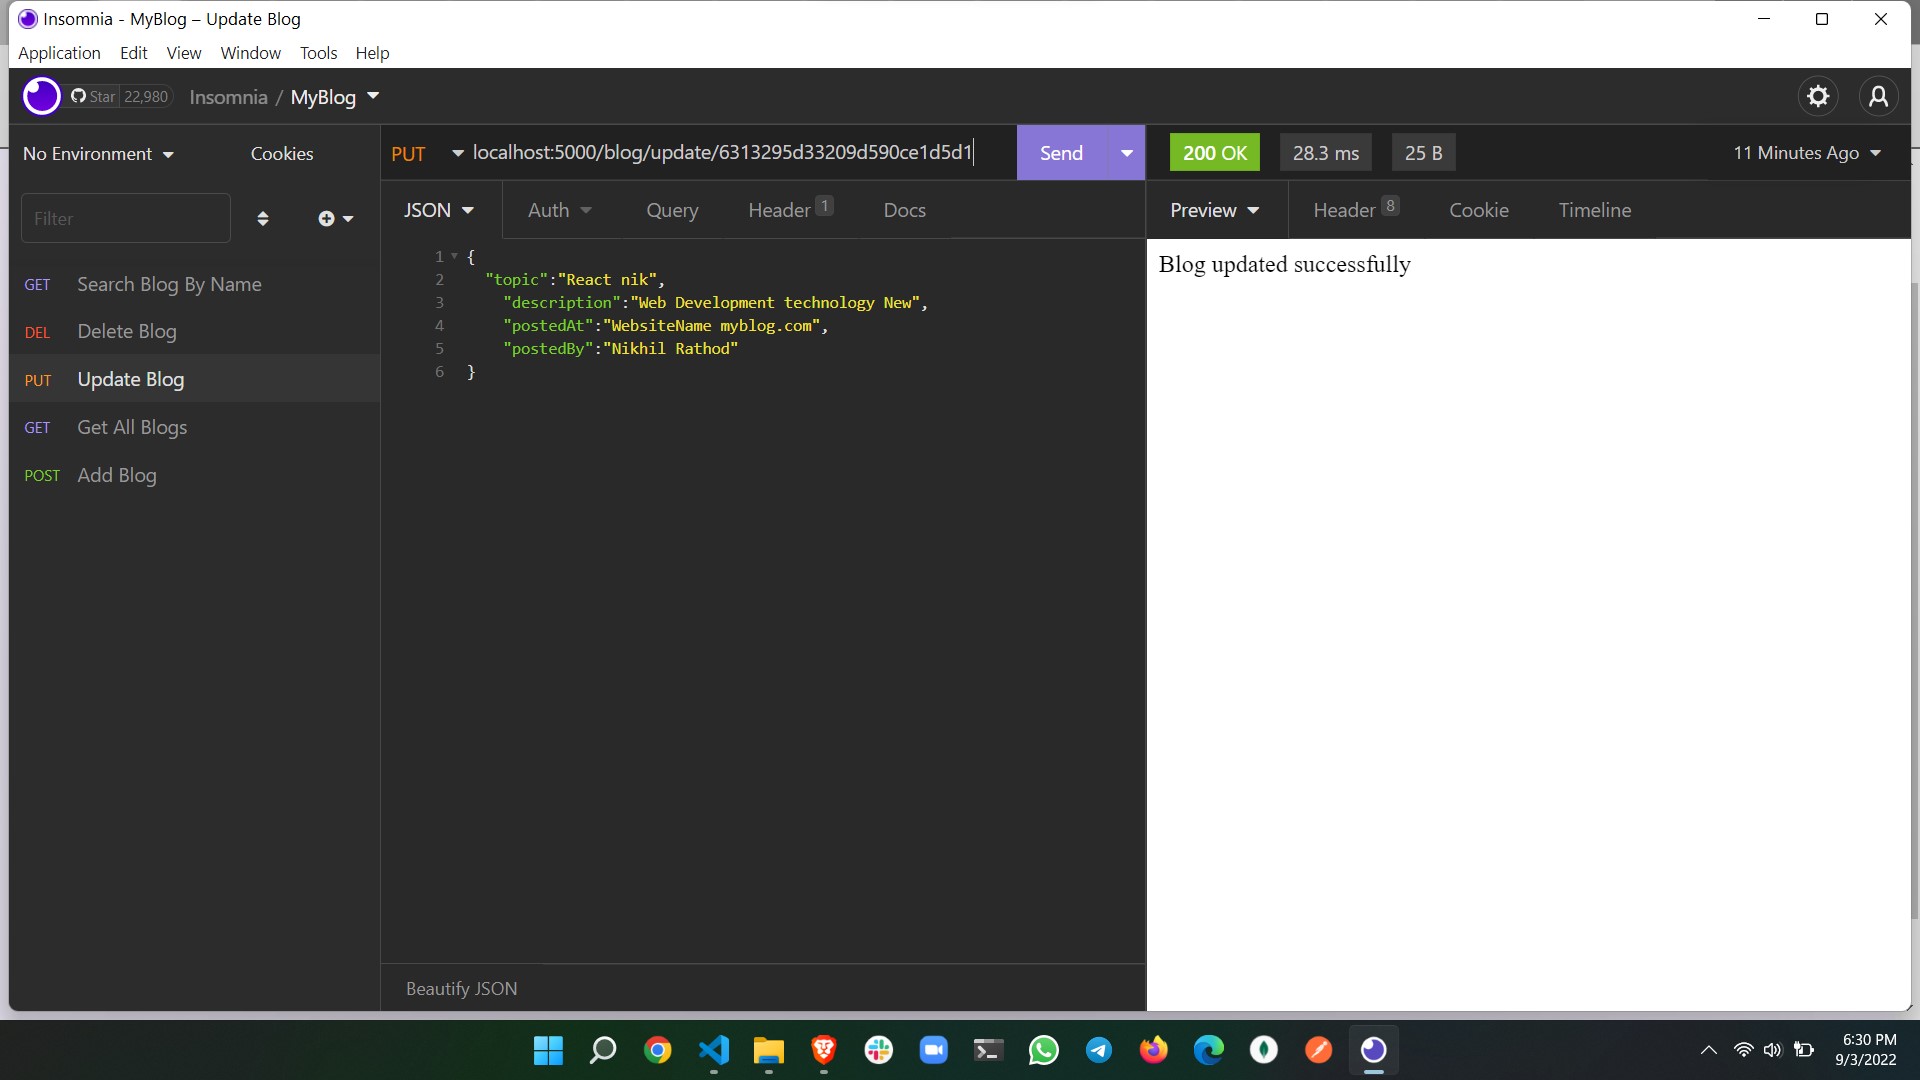 Insomnia - MyBlog – Update Blog
Application Edit View Window Tools Help
Star 22,980 Insomnia / MyBlog
No Environment Cookies
PUT localhost:5000/blog/update/6313295d33209d590ce1d5d1 Send
200 OK 28.3 ms 25 B 11 Minutes Ago
Filter
JSON Auth Query Header 1 Docs
Preview Header 8 Cookie Timeline
GET Search Blog By Name
DEL Delete Blog
PUT Update Blog
GET Get All Blogs
POST Add Blog
1 {
2 "topic":"React nik",
3 "description":"Web Development technology New",
4 "postedAt":"WebsiteName myblog.com",
5 "postedBy":"Nikhil Rathod"
6 }
Beautify JSON
Blog updated successfully
6:30 PM
9/3/2022